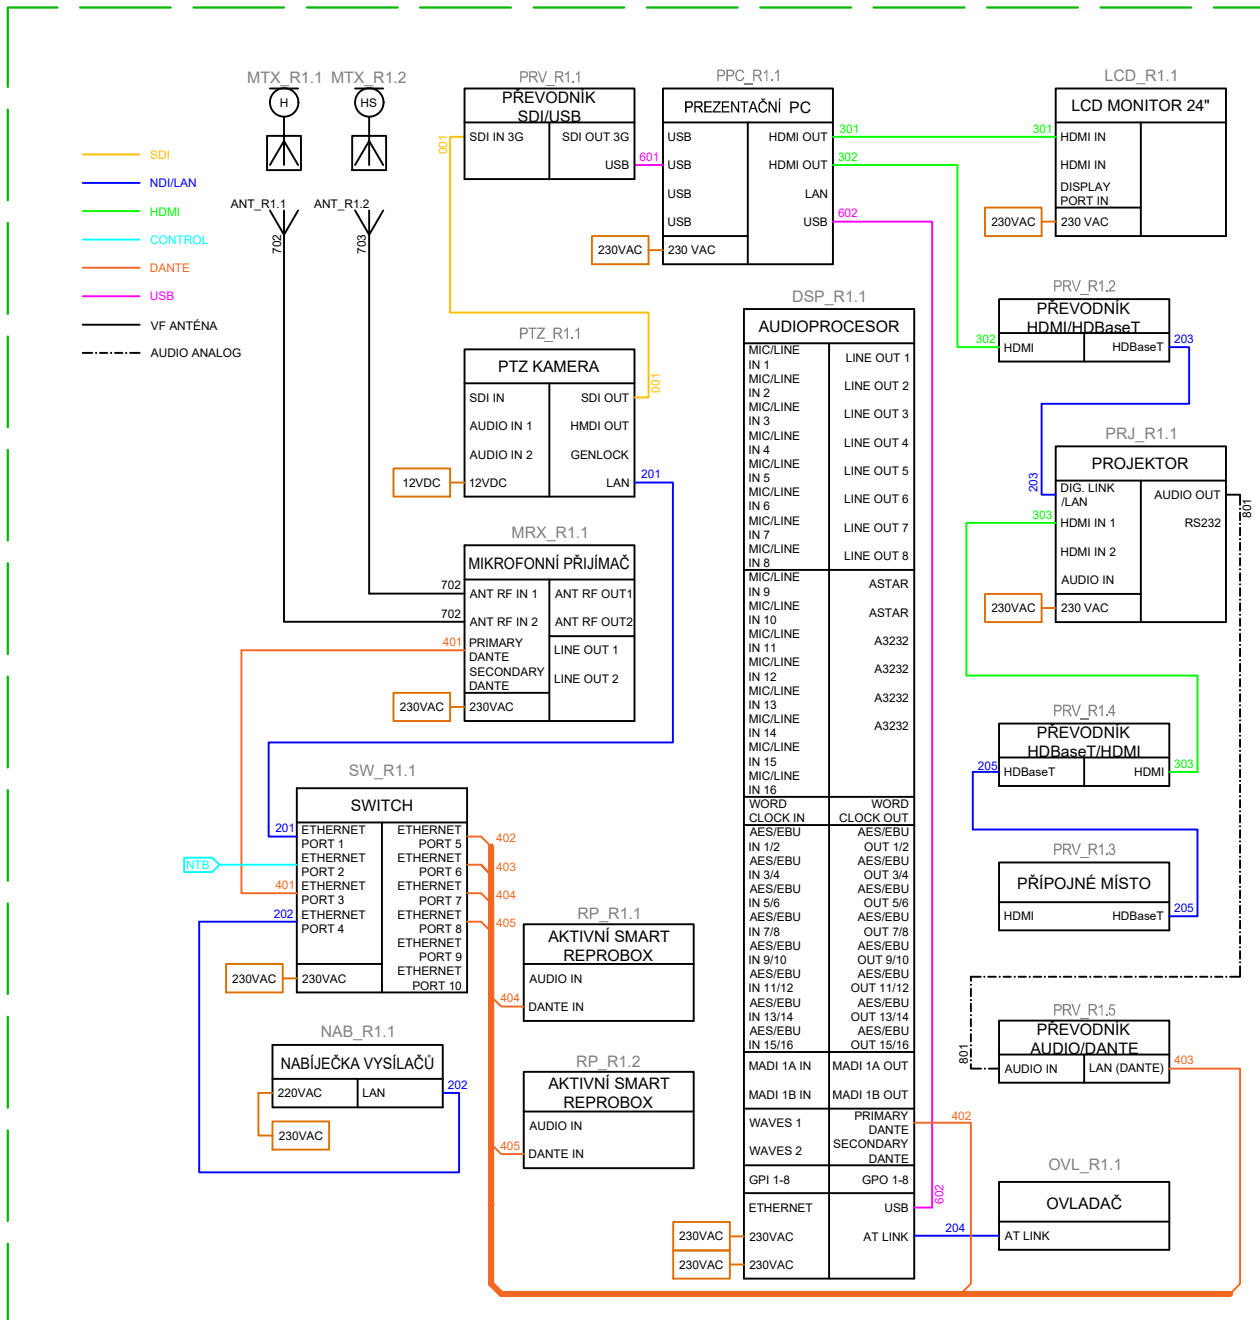 MTX_R1.1
MTX_R1.2
H
HS
ANT_R1.1
ANT_R1.2
702
703
SDI
NDI/LAN
HDMI
CONTROL
DANTE
USB
VF ANTÉNA
AUDIO ANALOG
PRV_R1.1
PŘEVODNÍK
SDI/USB
001
SDI IN 3G
SDI OUT 3G
USB
601
PPC_R1.1
PREZENTAČNÍ PC
USB
HDMI OUT
301
USB
HDMI OUT
302
USB
LAN
USB
USB
602
230VAC
230 VAC
LCD_R1.1
LCD MONITOR 24"
301
HDMI IN
HDMI IN
DISPLAY
PORT IN
230VAC
230 VAC
PRV_R1.2
PŘEVODNÍK
HDMI/HDBaseT
302
HDMI
HDBaseT
203
PTZ_R1.1
PTZ KAMERA
001
SDI IN
SDI OUT
AUDIO IN 1
HMDI OUT
AUDIO IN 2
GENLOCK
12VDC
12VDC
LAN
201
MRX_R1.1
MIKROFONNÍ PŘIJÍMAČ
702
ANT RF IN 1
ANT RF OUT1
702
ANT RF IN 2
ANT RF OUT2
401
PRIMARY
DANTE
LINE OUT 1
SECONDARY
DANTE
LINE OUT 2
230VAC
230VAC
DSP_R1.1
AUDIOPROCESOR
MIC/LINE
IN 1
LINE OUT 1
MIC/LINE
IN 2
LINE OUT 2
MIC/LINE
IN 3
LINE OUT 3
MIC/LINE
IN 4
LINE OUT 4
MIC/LINE
IN 5
LINE OUT 5
MIC/LINE
IN 6
LINE OUT 6
MIC/LINE
IN 7
LINE OUT 7
MIC/LINE
IN 8
LINE OUT 8
MIC/LINE
IN 9
ASTAR
MIC/LINE
IN 10
ASTAR
MIC/LINE
IN 11
A3232
MIC/LINE
IN 12
A3232
MIC/LINE
IN 13
A3232
MIC/LINE
IN 14
A3232
MIC/LINE
IN 15
MIC/LINE
IN 16
WORD
CLOCK IN
WORD
CLOCK OUT
AES/EBU
IN 1/2
AES/EBU
OUT 1/2
AES/EBU
IN 3/4
AES/EBU
OUT 3/4
AES/EBU
IN 5/6
AES/EBU
OUT 5/6
AES/EBU
IN 7/8
AES/EBU
OUT 7/8
AES/EBU
IN 9/10
AES/EBU
OUT 9/10
AES/EBU
IN 11/12
AES/EBU
OUT 11/12
AES/EBU
IN 13/14
AES/EBU
OUT 13/14
AES/EBU
IN 15/16
AES/EBU
OUT 15/16
MADI 1A IN
MADI 1A OUT
MADI 1B IN
MADI 1B OUT
WAVES 1
PRIMARY
DANTE
402
WAVES 2
SECONDARY
DANTE
GPI 1-8
GPO 1-8
ETHERNET
USB
602
230VAC
230VAC
AT LINK
204
230VAC
230VAC
PRJ_R1.1
PROJEKTOR
203
DIG. LINK
/LAN
AUDIO OUT
801
303
HDMI IN 1
RS232
HDMI IN 2
AUDIO IN
230VAC
230 VAC
PRV_R1.4
PŘEVODNÍK
HDBaseT/HDMI
205
HDBaseT
HDMI
303
PRV_R1.3
PŘÍPOJNÉ MÍSTO
HDMI
HDBaseT
205
PRV_R1.5
PŘEVODNÍK
AUDIO/DANTE
801
AUDIO IN
LAN (DANTE)
403
OVL_R1.1
OVLADAČ
AT LINK
SW_R1.1
SWITCH
201
ETHERNET
PORT 1
ETHERNET
PORT 5
402
NTB
ETHERNET
PORT 2
ETHERNET
PORT 6
403
401
ETHERNET
PORT 3
ETHERNET
PORT 7
404
202
ETHERNET
PORT 4
ETHERNET
PORT 8
405
ETHERNET
PORT 9
230VAC
230VAC
ETHERNET
PORT 10
NAB_R1.1
NABÍJEČKA VYSÍLAČŮ
220VAC
LAN
202
230VAC
RP_R1.1
AKTIVNÍ SMART
REPROBOX
AUDIO IN
404
DANTE IN
RP_R1.2
AKTIVNÍ SMART
REPROBOX
AUDIO IN
405
DANTE IN